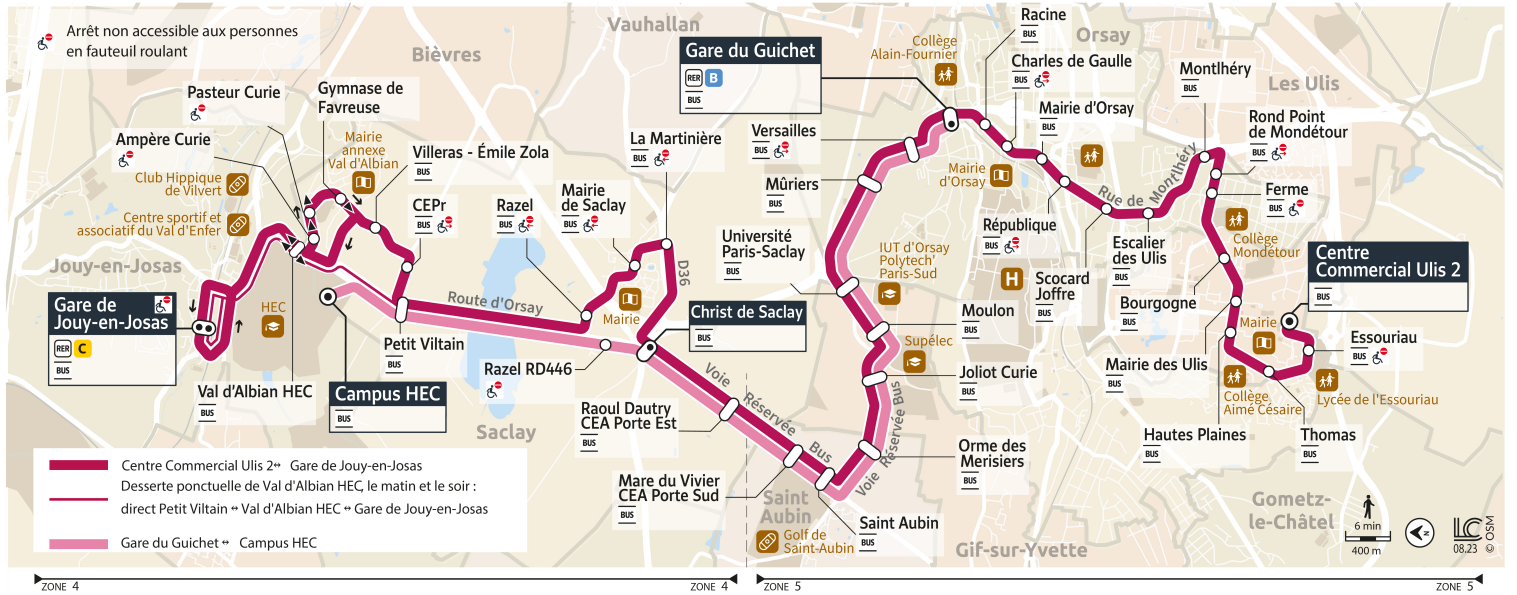 Arrêt non accessible aux personnes
en fauteuil roulant
Bièvres
Vauhallan
Orsay
Les Ulis
Jouy-en-Josas
Saclay
Saint
Aubin
Gif-sur-Yvette
Gometz-
le-Châtel
Gare de
Jouy-en-Josas
RER C
BUS
Club Hippique
de Vilvert
Centre sportif et
associatif du Val d'Enfer
HEC
Ampère Curie
Pasteur Curie
Gymnase de
Favreuse
Mairie
annexe
Val d'Albian
Villeras - Émile Zola
BUS
CEPr
BUS
Val d'Albian HEC
BUS
Campus HEC
BUS
Petit Viltain
BUS
Route d'Orsay
Razel
BUS
Mairie
de Saclay
BUS
La Martinière
BUS
D36
Mairie
Razel RD446
Christ de Saclay
BUS
Raoul Dautry
CEA Porte Est
BUS
Mare du Vivier
CEA Porte Sud
BUS
Voie
Réservée
Bus
Saint Aubin
BUS
Golf de
Saint-Aubin
Voie
Réservée Bus
Orme des
Merisiers
BUS
Joliot Curie
BUS
Supélec
Moulon
BUS
IUT d'Orsay
Polytech'
Paris-Sud
Université
Paris-Saclay
BUS
Mûriers
BUS
Versailles
BUS
Gare du Guichet
RER B
BUS
Collège
Alain-Fournier
Racine
BUS
Charles de Gaulle
BUS
Mairie d'Orsay
BUS
Mairie
d'Orsay
République
BUS
H
Scocard
Joffre
BUS
Rue de Montlhéry
Escalier
des Ulis
BUS
Montlhéry
BUS
Rond Point
de Mondétour
BUS
Ferme
BUS
Collège
Mondétour
Bourgogne
BUS
Mairie des Ulis
BUS
Hautes Plaines
BUS
Collège
Aimé Césaire
Mairie
Thomas
BUS
Lycée de l'Essouriau
Essouriau
BUS
Centre
Commercial Ulis 2
BUS
Centre Commercial Ulis 2↔ Gare de Jouy-en-Josas
Desserte ponctuelle de Val d'Albian HEC, le matin et le soir :
direct Petit Viltain ↔ Val d'Albian HEC ↔ Gare de Jouy-en-Josas
Gare du Guichet ↔ Campus HEC
6 min
400 m
N
LC
08.23
© OSM
ZONE 4
ZONE 4
ZONE 5
ZONE 5